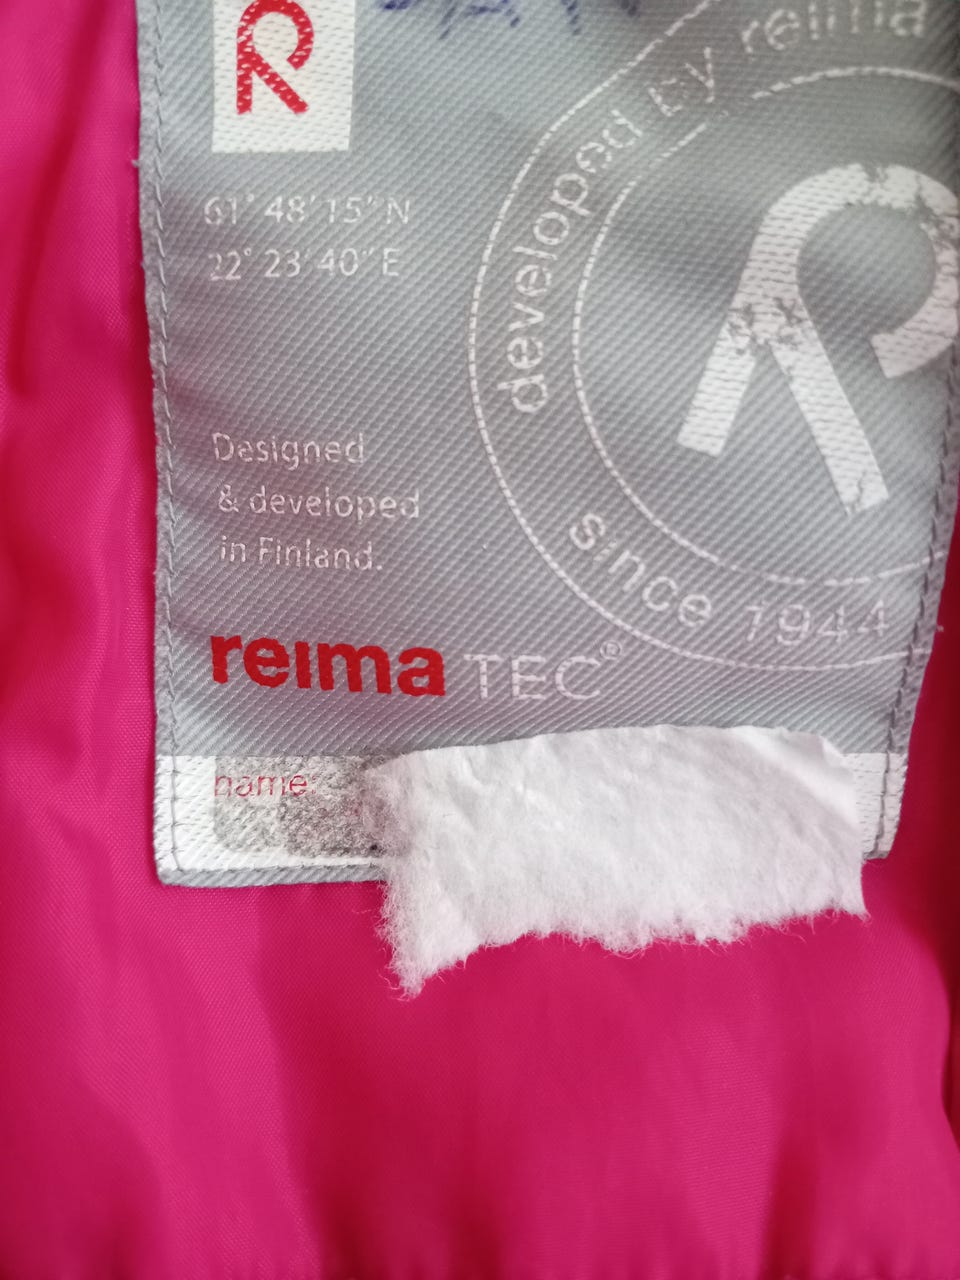 developed by reima
61° 48' 15" N
22° 23' 40" E
Designed
& developed
in Finland.
since 1944
reima TEC®
name: